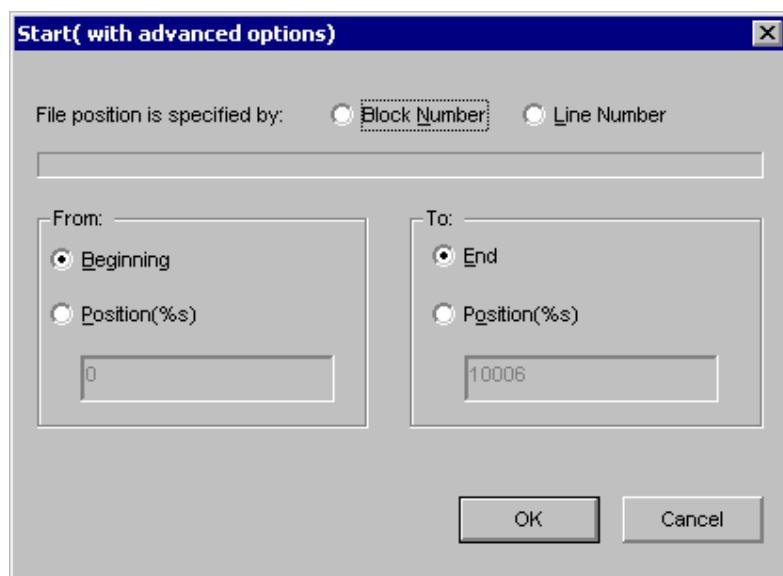 Start( with advanced options)
File position is specified by: Block Number Line Number
From: To:
Beginning End
Position(%s) Position(%s)
0 10006
OK Cancel